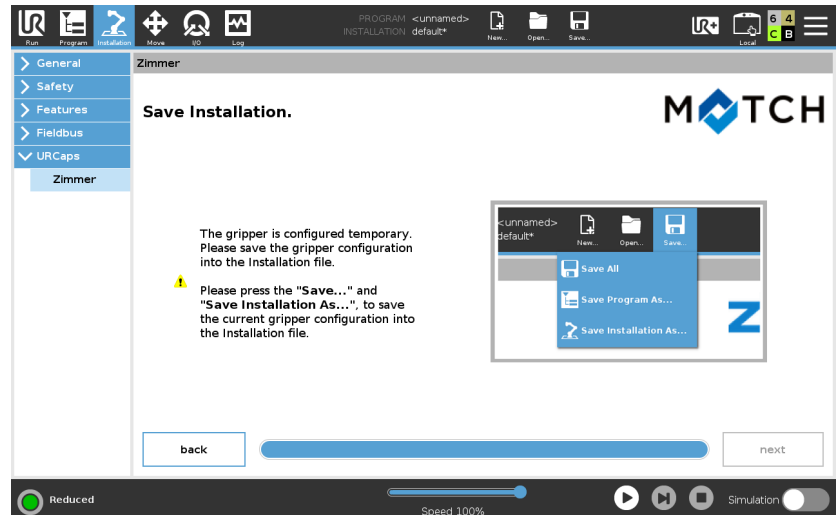 PROGRAM <unnamed>
INSTALLATION default*
Run Program Installation Move I/O Log New... Open... Save... Local
R+
6 4
C B
General
Safety
Features
Fieldbus
URCaps
Zimmer
Zimmer
Save Installation.
MATCH
The gripper is configured temporary.
Please save the gripper configuration
into the Installation file.
Please press the "Save..." and
"Save Installation As...", to save
the current gripper configuration into
the Installation file.
<unnamed>
default*
New... Open... Save...
Save All
Save Program As...
Save Installation As...
Z
back
next
Reduced
Speed 100%
Simulation